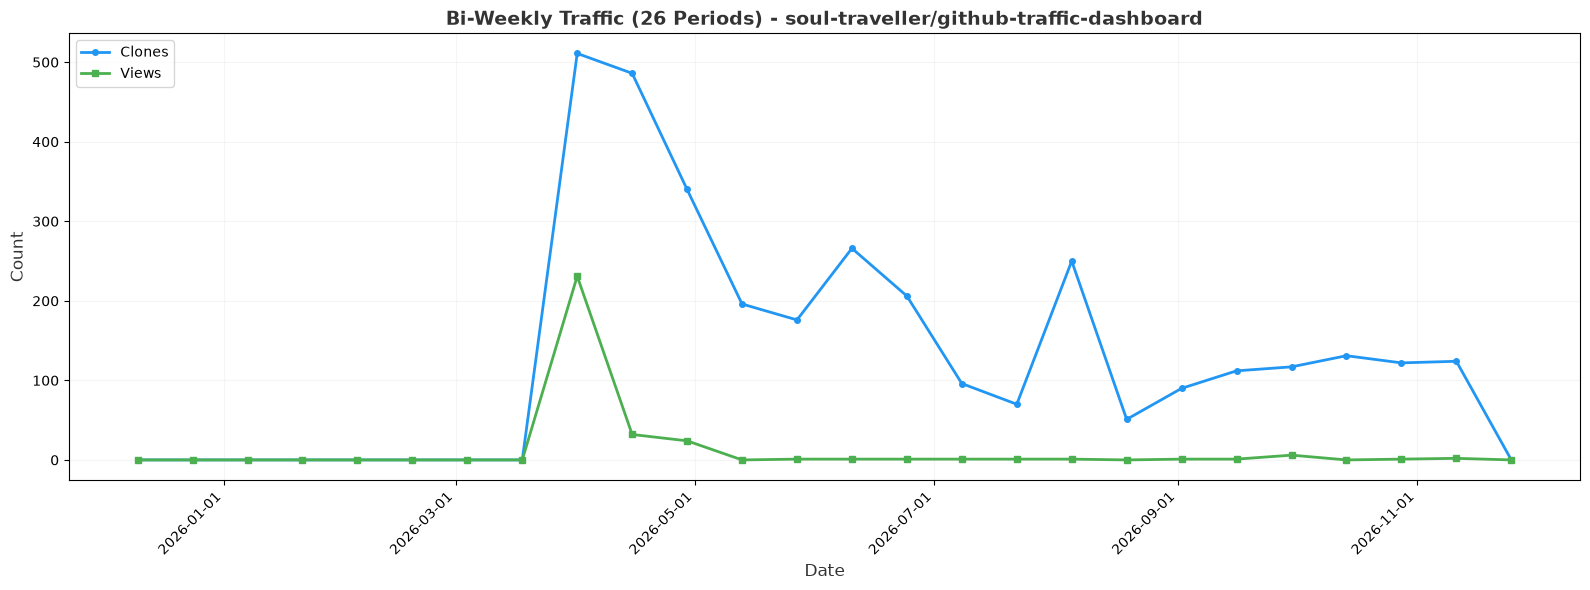 Bi-Weekly Traffic (26 Periods) - soul-traveller/github-traffic-dashboard
Clones
Views
500
400
300
200
100
0
Count
2026-01-01
2026-03-01
2026-05-01
2026-07-01
2026-09-01
2026-11-01
Date